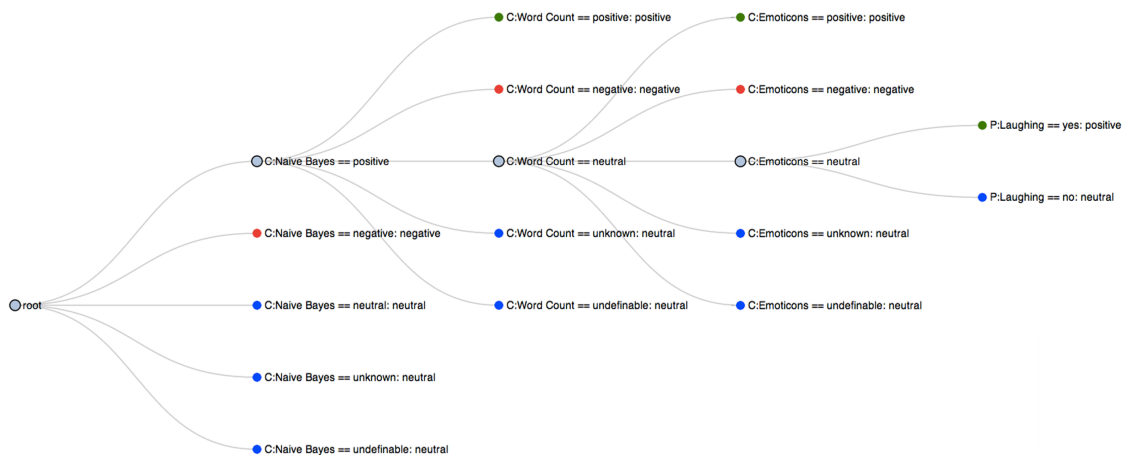 C:Word Count == positive: positive
C:Emoticons == positive: positive
C:Word Count == negative: negative
C:Emoticons == negative: negative
P:Laughing == yes: positive
C:Naive Bayes == positive
C:Word Count == neutral
C:Emoticons == neutral
P:Laughing == no: neutral
C:Naive Bayes == negative: negative
C:Word Count == unknown: neutral
C:Emoticons == unknown: neutral
root
C:Naive Bayes == neutral: neutral
C:Word Count == undefinable: neutral
C:Emoticons == undefinable: neutral
C:Naive Bayes == unknown: neutral
C:Naive Bayes == undefinable: neutral